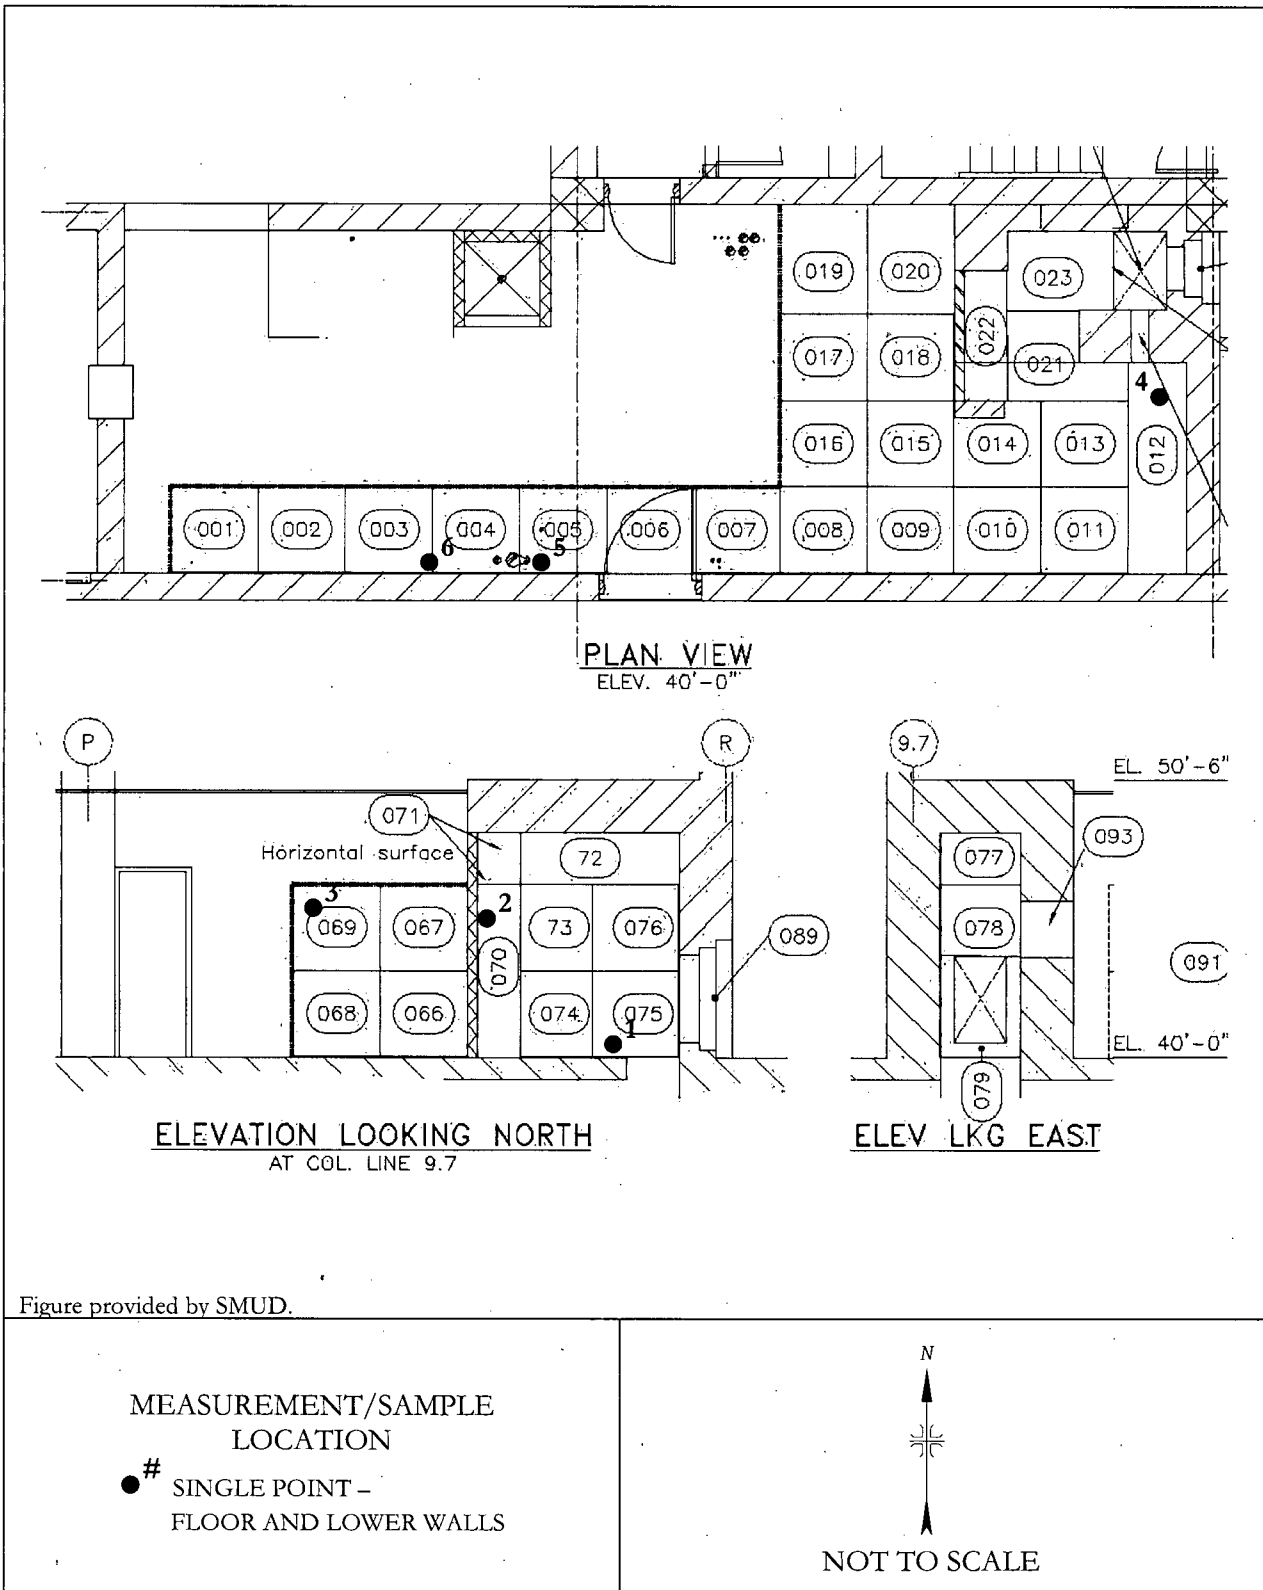 019
020
023
022
017
018
021
4
016
015
014
013
012
001
002
003
004
005
006
007
008
009
010
011
6
5
PLAN VIEW
ELEV. 40'-0"
P
R
9.7
EL. 50'-6"
071
093
Horizontal surface
72
077
3
069
067
2
73
076
078
089
070
091
068
066
074
075
1
EL. 40'-0"
079
ELEVATION LOOKING NORTH
AT COL. LINE 9.7
ELEV LKG EAST
Figure provided by SMUD.
MEASUREMENT/SAMPLE
LOCATION
# SINGLE POINT –
FLOOR AND LOWER WALLS
N
NOT TO SCALE